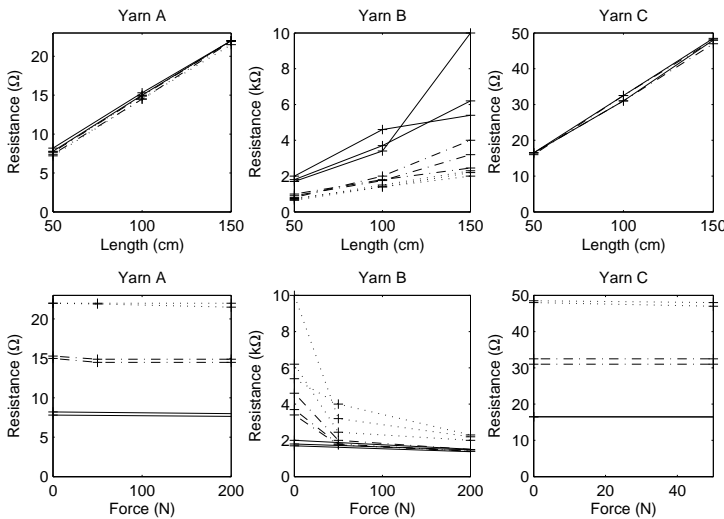 Yarn A
Yarn B
Yarn C
Resistance (Ω)
20
15
10
5
0
50
100
150
Length (cm)
Resistance (kΩ)
10
8
6
4
2
0
50
100
150
Length (cm)
Resistance (Ω)
50
40
30
20
10
0
50
100
150
Length (cm)
Yarn A
Yarn B
Yarn C
Resistance (Ω)
20
15
10
5
0
0
100
200
Force (N)
Resistance (kΩ)
10
8
6
4
2
0
0
100
200
Force (N)
Resistance (Ω)
50
40
30
20
10
0
0
20
40
Force (N)